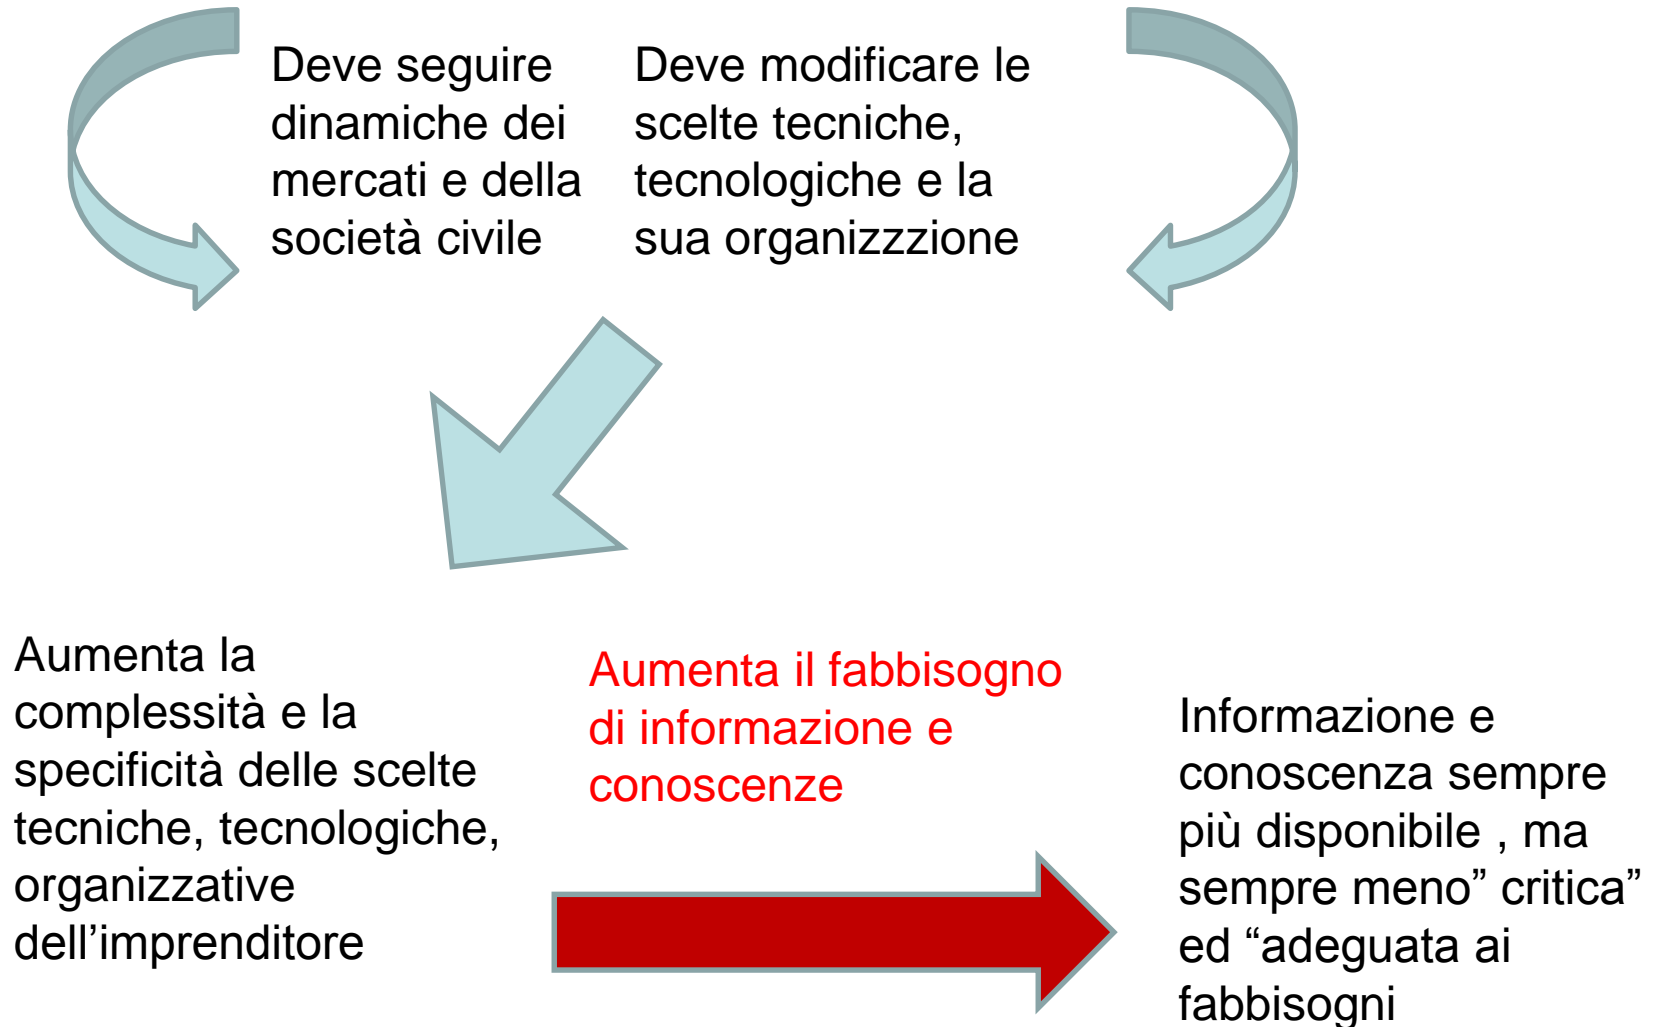 Deve seguire
dinamiche dei
mercati e della
società civile
Deve modificare le
scelte tecniche,
tecnologiche e la
sua organizzzione
Aumenta la
complessità e la
specificità delle scelte
tecniche, tecnologiche,
organizzative
dell’imprenditore
Aumenta il fabbisogno
di informazione e
conoscenze
Informazione e
conoscenza sempre
più disponibile , ma
sempre meno” critica”
ed “adeguata ai
fabbisogni